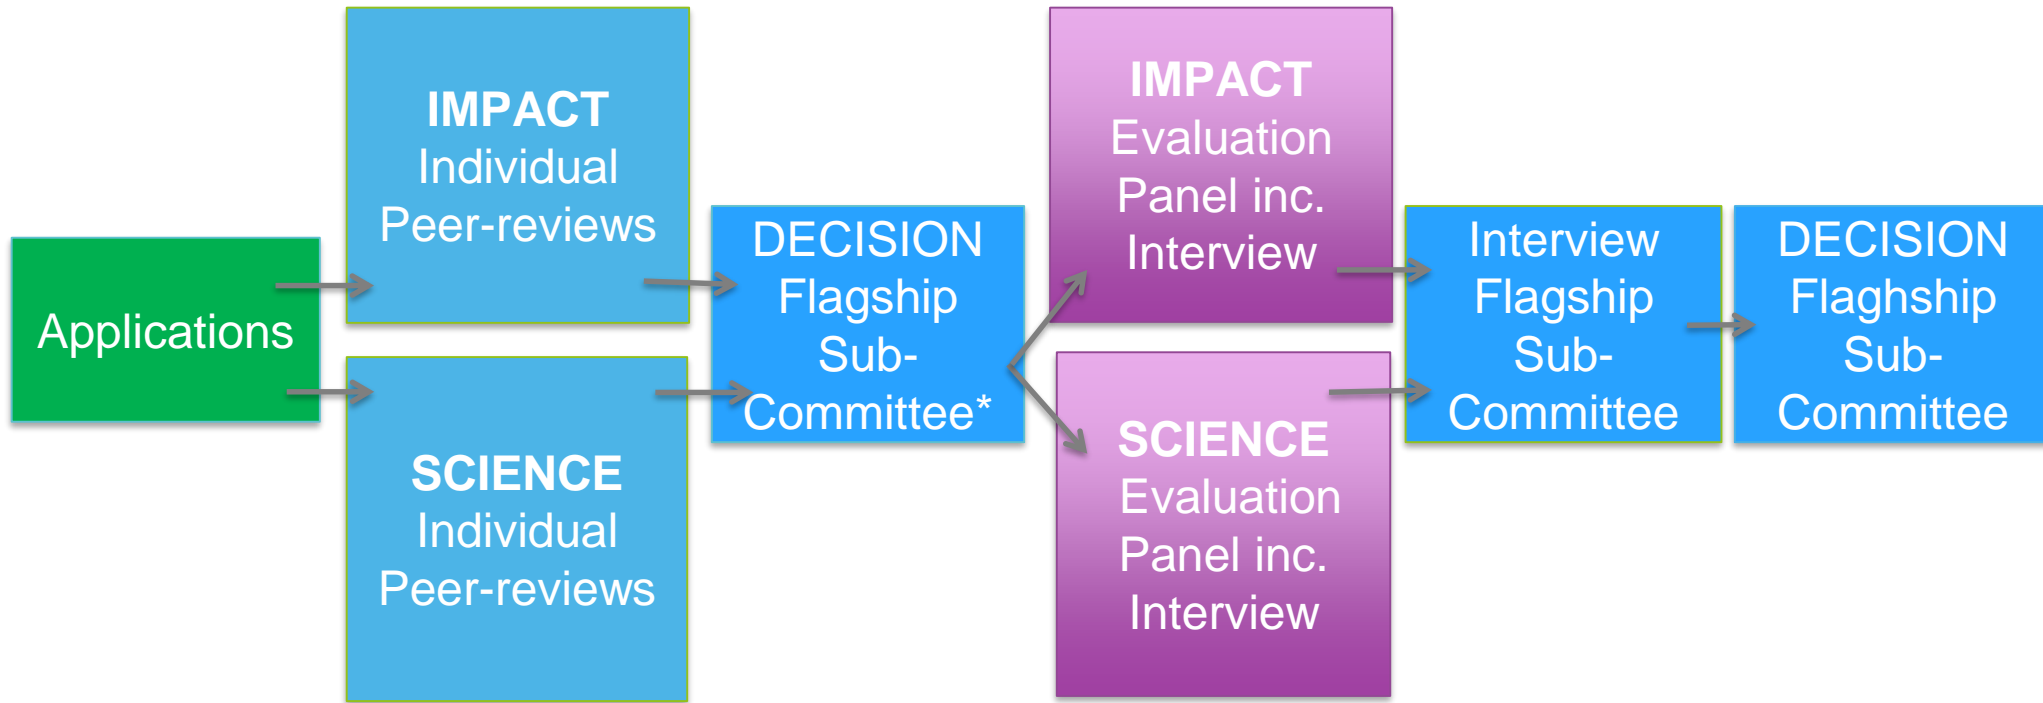 Applications
IMPACT
Individual
Peer-reviews
SCIENCE
Individual
Peer-reviews
DECISION
Flagship
Sub-
Committee*
IMPACT
Evaluation
Panel inc.
Interview
SCIENCE
Evaluation
Panel inc.
Interview
Interview
Flagship
Sub-
Committee
DECISION
Flaghship
Sub-
Committee